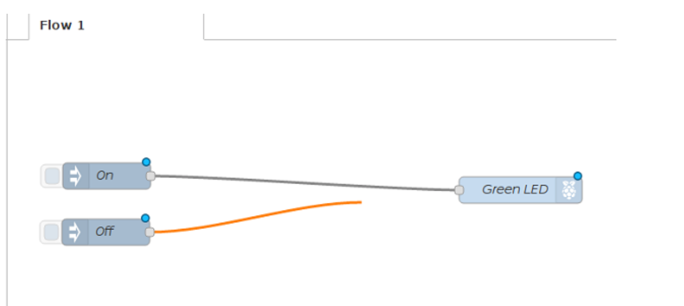 Flow 1
On
Green LED
Off